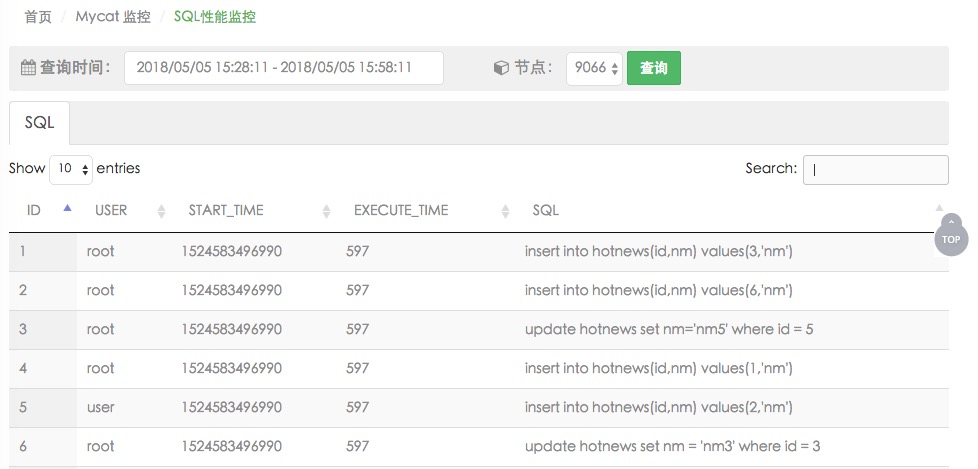 首页 / Mycat 监控 / SQL性能监控
查询时间： 2018/05/05 15:28:11 - 2018/05/05 15:58:11 节点： 9066 查询
SQL
Show 10 entries Search:
ID USER START_TIME EXECUTE_TIME SQL
TOP
1 root 1524583496990 597 insert into hotnews(id,nm) values(3,'nm')
2 root 1524583496990 597 insert into hotnews(id,nm) values(6,'nm')
3 root 1524583496990 597 update hotnews set nm='nm5' where id = 5
4 root 1524583496990 597 insert into hotnews(id,nm) values(1,'nm')
5 user 1524583496990 597 insert into hotnews(id,nm) values(2,'nm')
6 root 1524583496990 597 update hotnews set nm = 'nm3' where id = 3